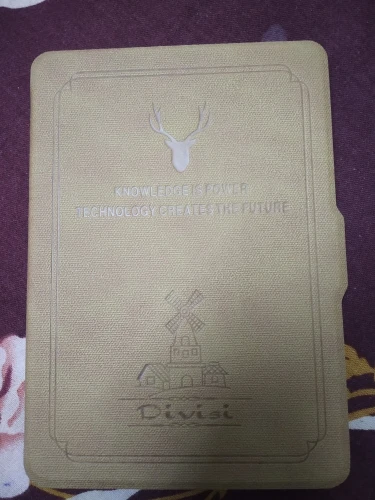 KNOWLEDGE IS POWER
TECHNOLOGY CREATES THE FUTURE
Divisi